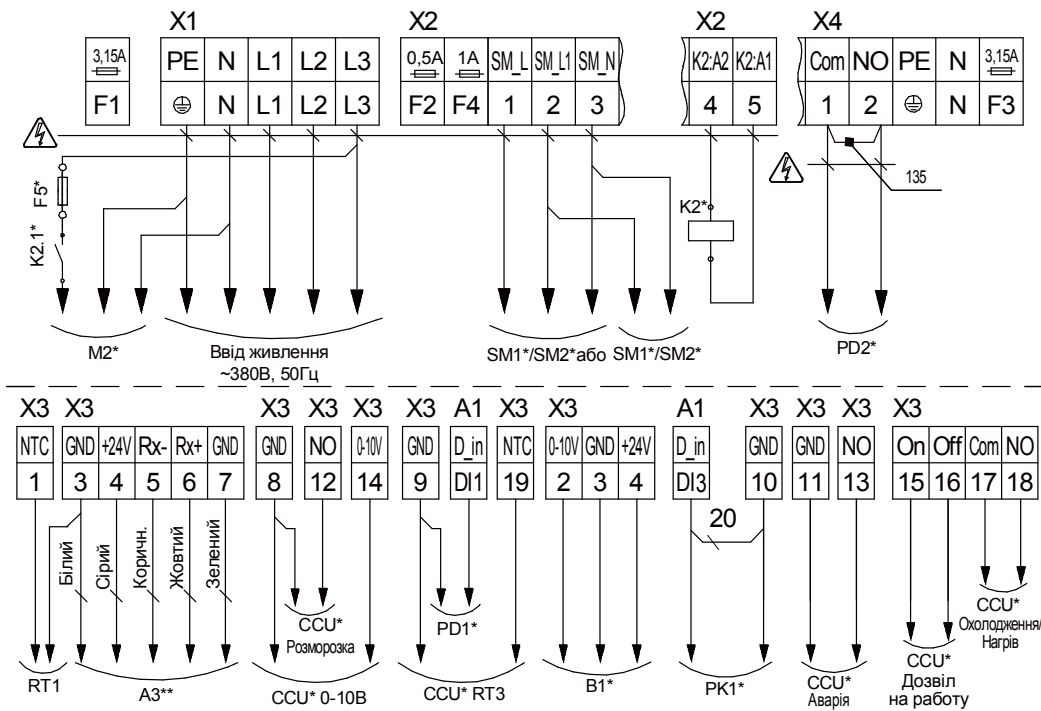 X1 X2 X2 X4
3,15A PE N L1 L2 L3 0,5A 1A SM_L SM_L1 SM_N K2:A2 K2:A1 Com NO PE N 3,15A
F1 N L1 L2 L3 F2 F4 1 2 3 4 5 1 2 N F3
135
F5*
K2*
K2.1*
M2* Ввід живлення SM1*/SM2*або SM1*/SM2* PD2*
~380В, 50Гц
X3 X3 X3 X3 X3 X3 A1 X3 X3 A1 X3 X3 X3 X3
NTC GND +24V Rx- Rx+ GND GND NO 0-10V GND D_in NTC 0-10V GND +24V D_in GND GND NO On Off Com NO
1 3 4 5 6 7 8 12 14 9 DI1 19 2 3 4 DI3 10 11 13 15 16 17 18
20
Білий
Сірий
Коричн.
Жовтий
Зелений
CCU*
Розморозка
PD1*
CCU*
Охолодження/
Нагрів
RT1 A3** CCU* 0-10В CCU* RT3 B1* PK1*
CCU*
Аварія
CCU*
Дозвіл
на работу